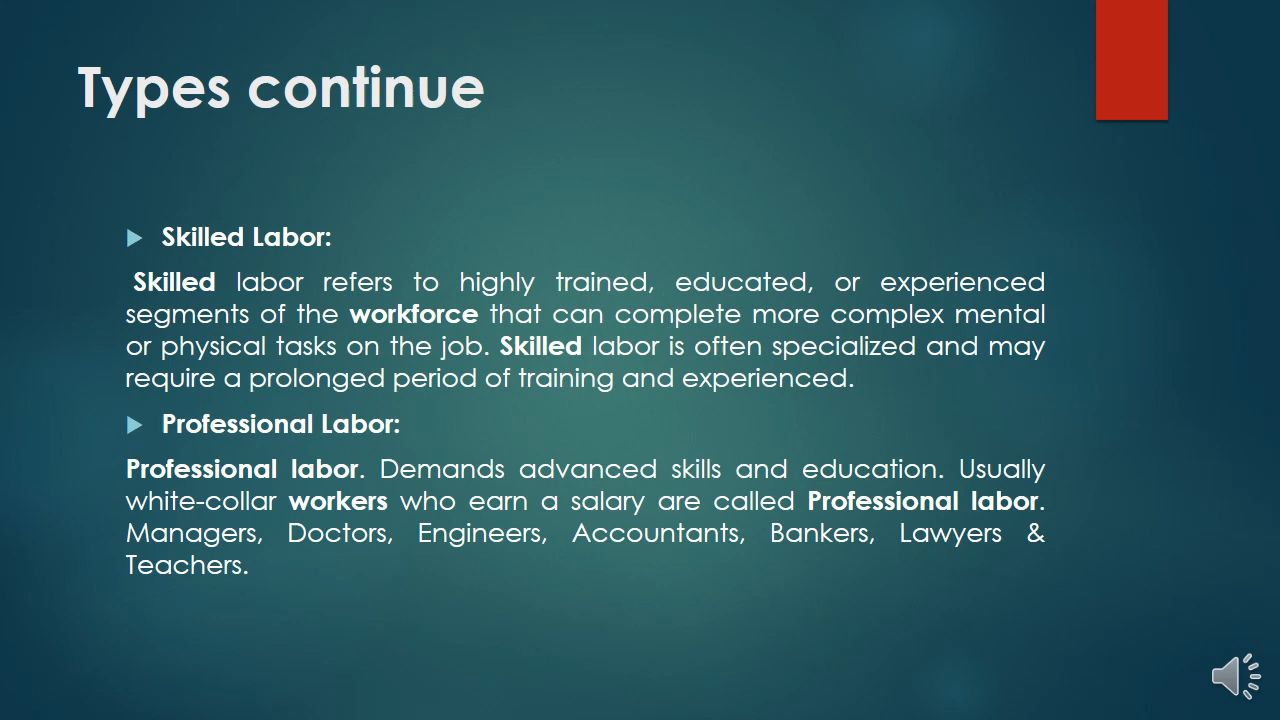 Types continue
Skilled Labor:
Skilled labor refers to highly trained, educated, or experienced
segments of the workforce that can complete more complex mental
or physical tasks on the job. Skilled labor is often specialized and may
require a prolonged period of training and experienced.
Professional Labor:
Professional labor. Demands advanced skills and education. Usually
white-collar workers who earn a salary are called Professional labor.
Managers, Doctors, Engineers, Accountants, Bankers, Lawyers &
Teachers.